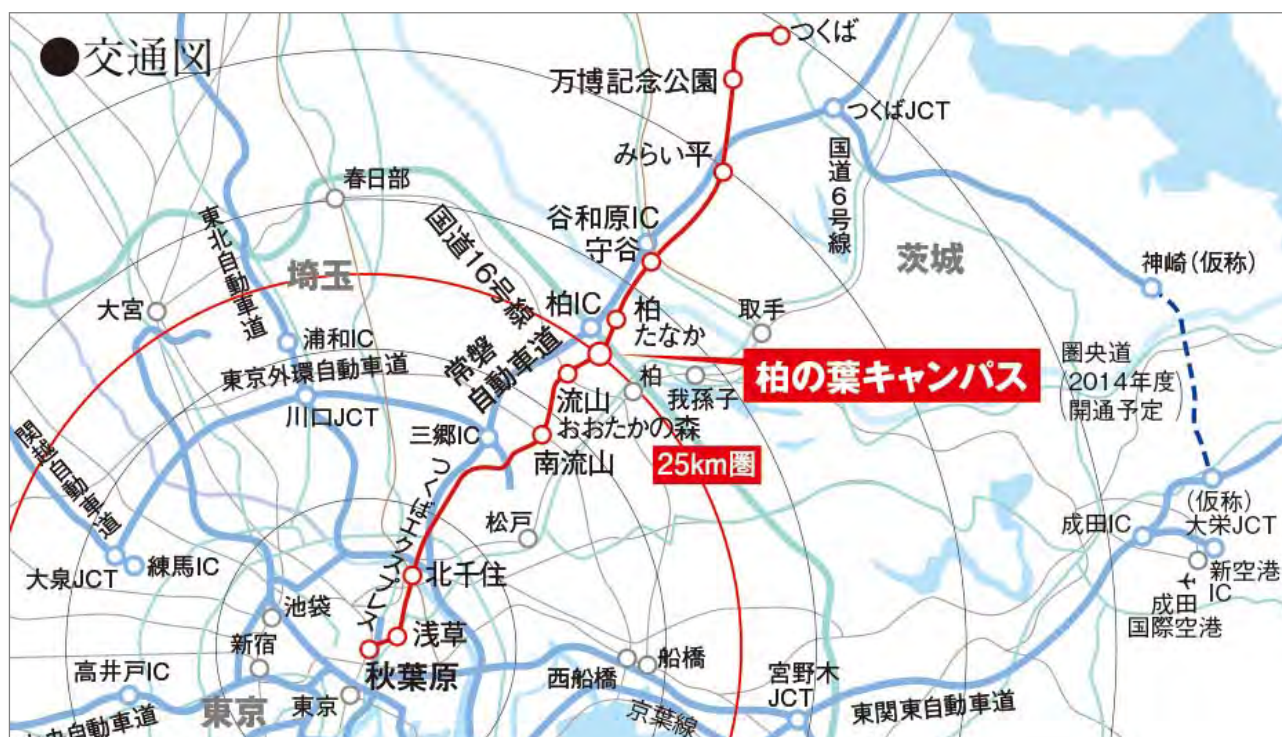 ●交通図
つくば
万博記念公園
つくばJCT
みらい平
国道6号線
春日部
谷和原IC
守谷
国道16号線
東北自動車道
埼玉
茨城
神崎(仮称)
大宮
柏IC
柏
たなか
取手
浦和IC
常磐
自動車道
東京外環自動車道
柏の葉キャンパス
圏央道
(2014年度
開通予定)
柏
我孫子
流山
おおたかの森
川口JCT
三郷IC
関越自動車道
南流山
25km圏
つくばエクスプレス
松戸
(仮称)
大栄JCT
成田IC
新空港
IC
成田
国際空港
大泉JCT
練馬IC
北千住
池袋
浅草
新宿
秋葉原
高井戸IC
東京
東京
西船橋
船橋
宮野木
JCT
京葉線
東関東自動車道
自動車道